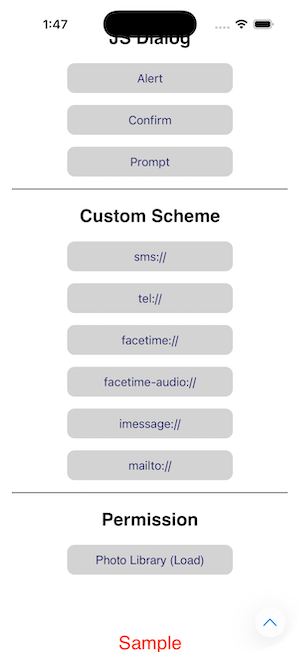 1:47
JS Dialog
Alert
Confirm
Prompt
Custom Scheme
sms://
tel://
facetime://
facetime-audio://
imessage://
mailto://
Permission
Photo Library (Load)
Sample